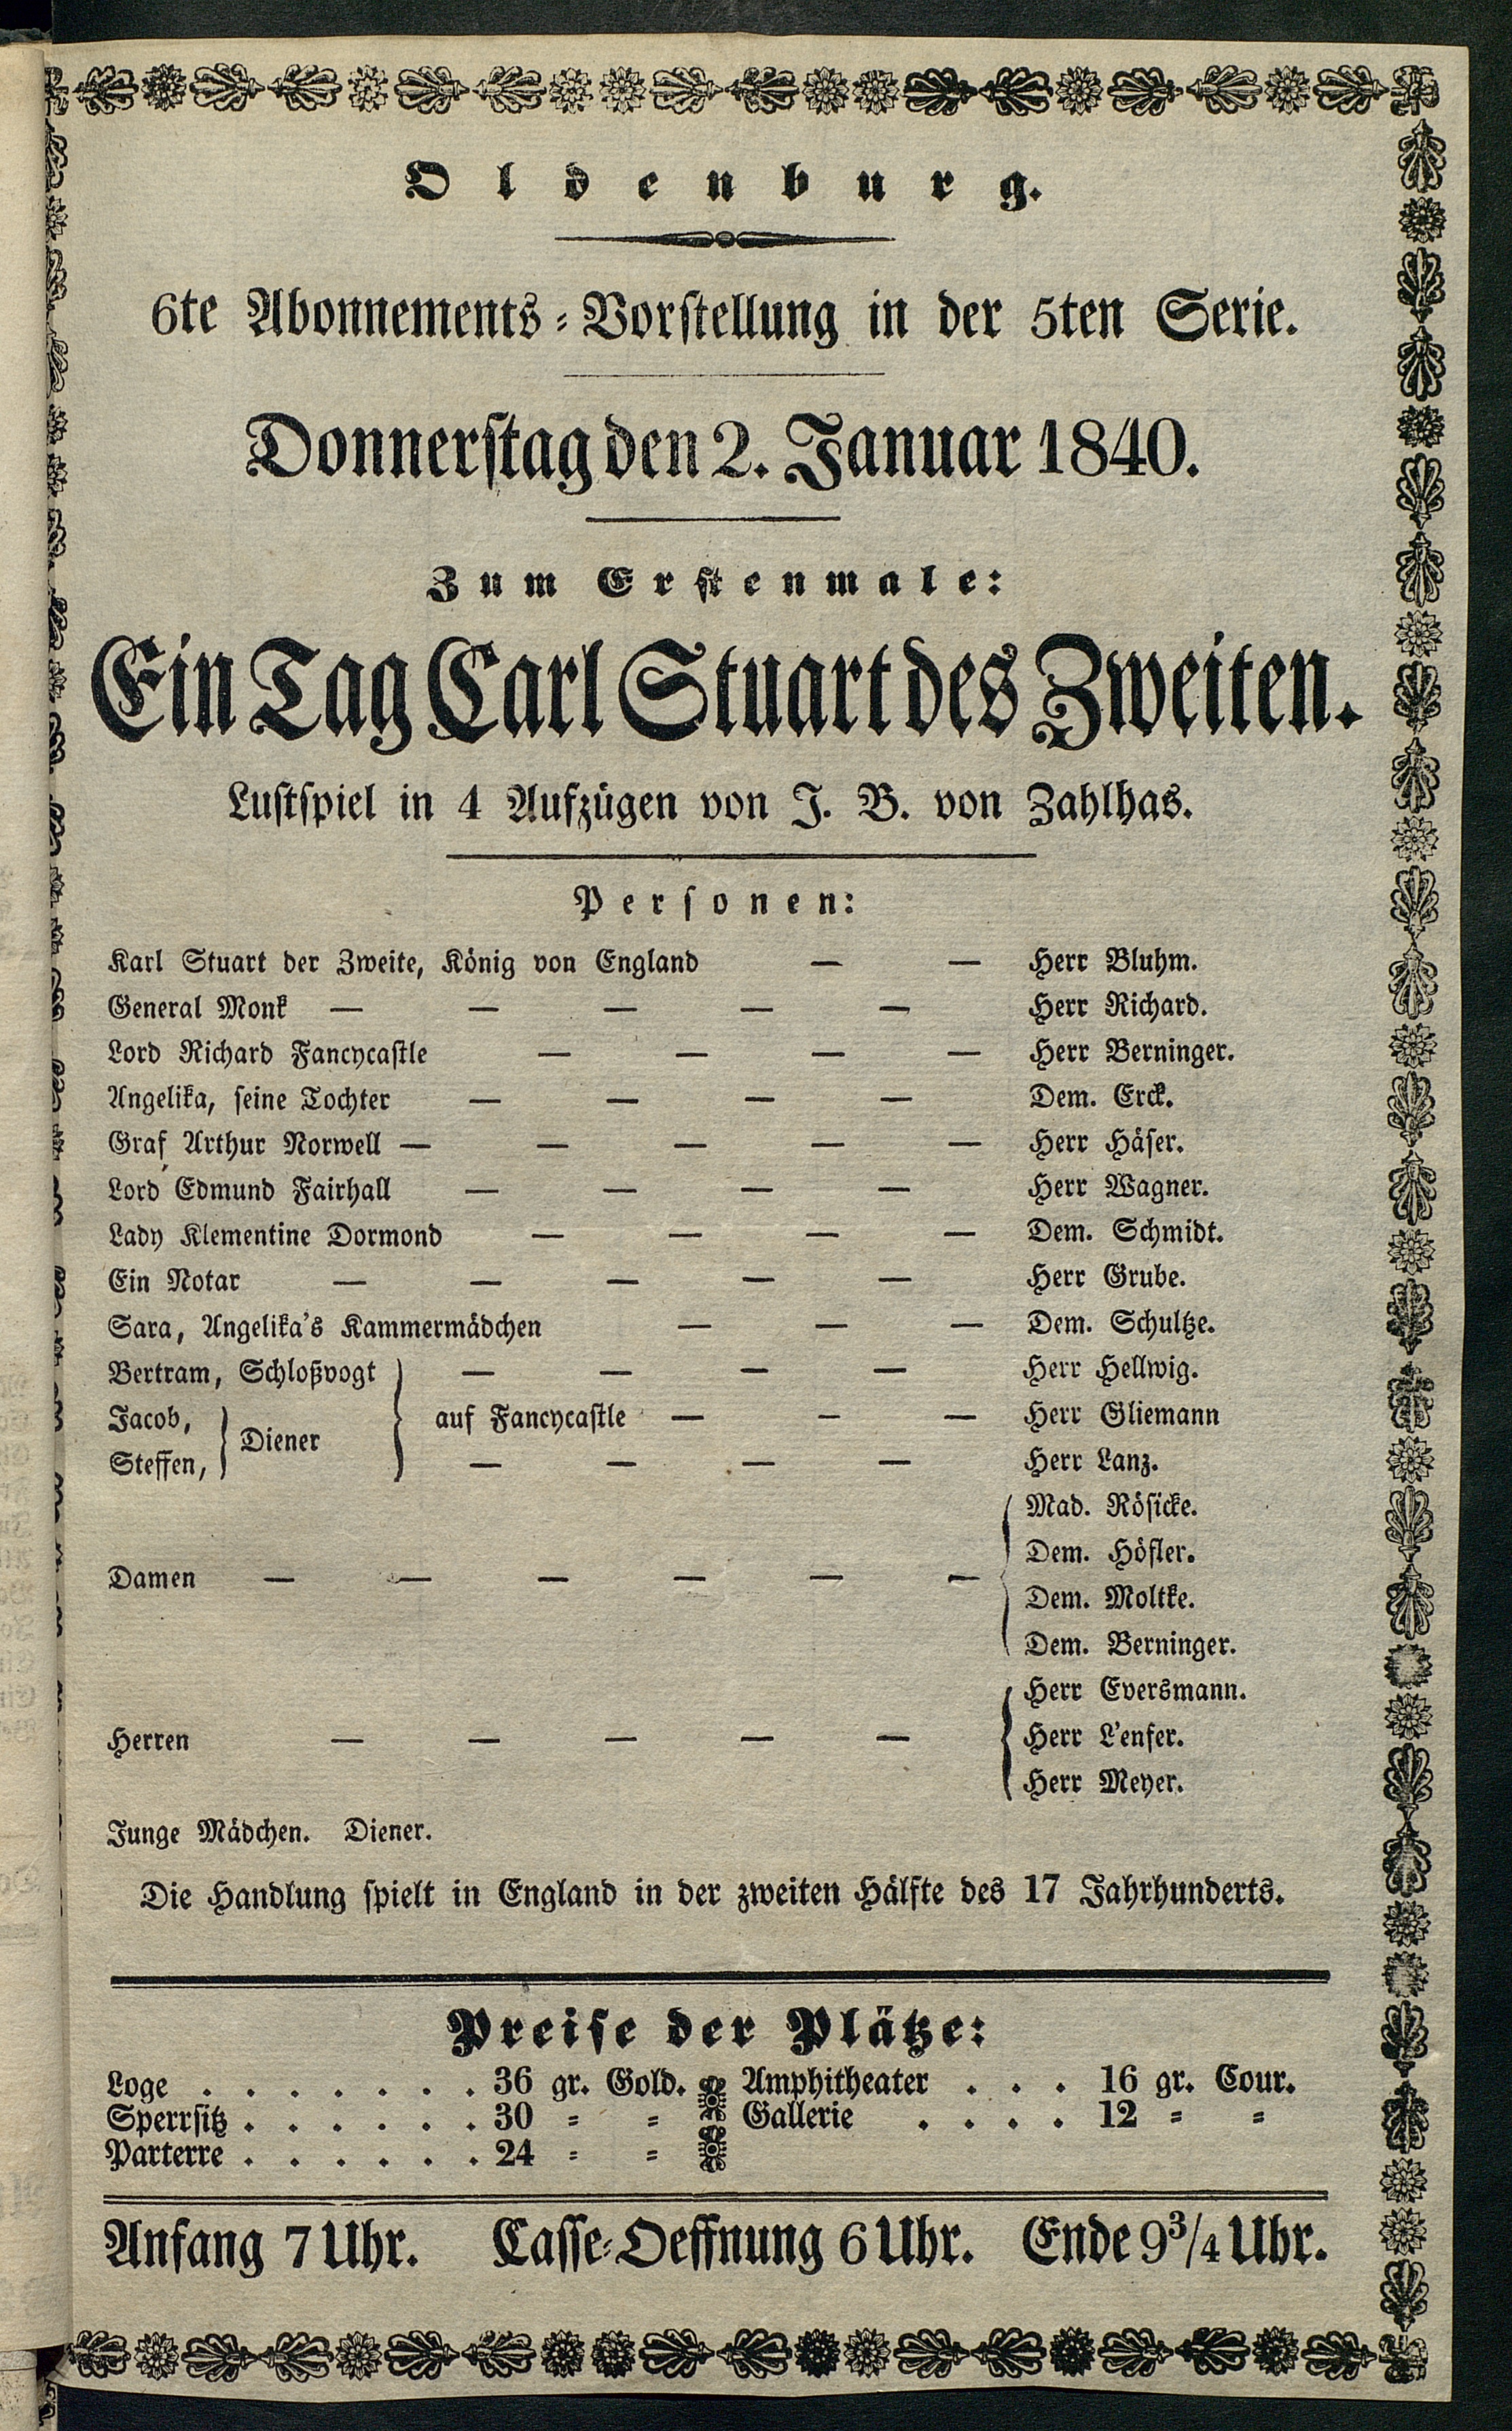 Oldenburg.
6te Abonnements-Vorstellung in der 5ten Serie.
Donnerstag den 2. Januar 1840.
Zum Erstenmale:
Ein Tag Carl Stuart des Zweiten.
Lustspiel in 4 Aufzügen von J. B. von Zahlhas.
Personen:
Karl Stuart der Zweite, König von England — — Herr Bluhm.
General Monk — — — — — Herr Richard.
Lord Richard Fancycastle — — — — Herr Berninger.
Angelika, seine Tochter — — — — Dem. Erck.
Graf Arthur Norwell — — — — — Herr Häser.
Lord Edmund Fairhall — — — — Herr Wagner.
Lady Klementine Dormond — — — — Dem. Schmidt.
Ein Notar — — — — — Herr Grube.
Sara, Angelika's Kammermädchen — — — Dem. Schultze.
Bertram, Schloßvogt — — — — Herr Hellwig.
Jacob, Diener auf Fancycastle — — — Herr Gliemann
Steffen, — — — — Herr Lanz.
Damen — — — — — — Mad. Rösicke.
Dem. Höfler.
Dem. Moltke.
Dem. Berninger.
Herren — — — — — Herr Eversmann.
Herr L'enfer.
Herr Meyer.
Junge Mädchen. Diener.
Die Handlung spielt in England in der zweiten Hälfte des 17 Jahrhunderts.
Preise der Plätze:
Loge . . . . . . . 36 gr. Gold. Amphitheater . . . 16 gr. Cour.
Sperrsitz . . . . . . 30 = = Gallerie . . . . 12 = =
Parterre . . . . . . 24 = =
Anfang 7 Uhr. Casse-Oeffnung 6 Uhr. Ende 9 3/4 Uhr.